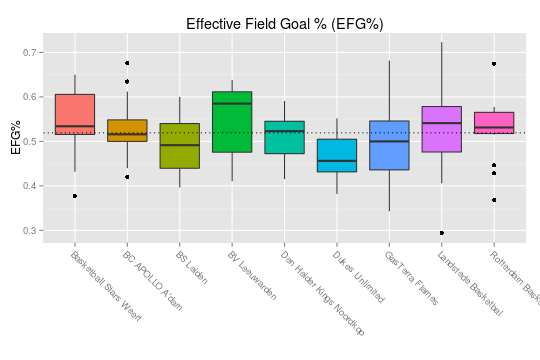 Effective Field Goal % (EFG%)
EFG%
0.7
0.6
0.5
0.4
0.3
Basketball Stars Weert
BC APOLLO A'dam
BS Leiden
BV Leeuwarden
Den Helder Kings Noordkop
Dukes Unlimited
GasTerra Flames
Landstede Basketbal
Rotterdam Bask